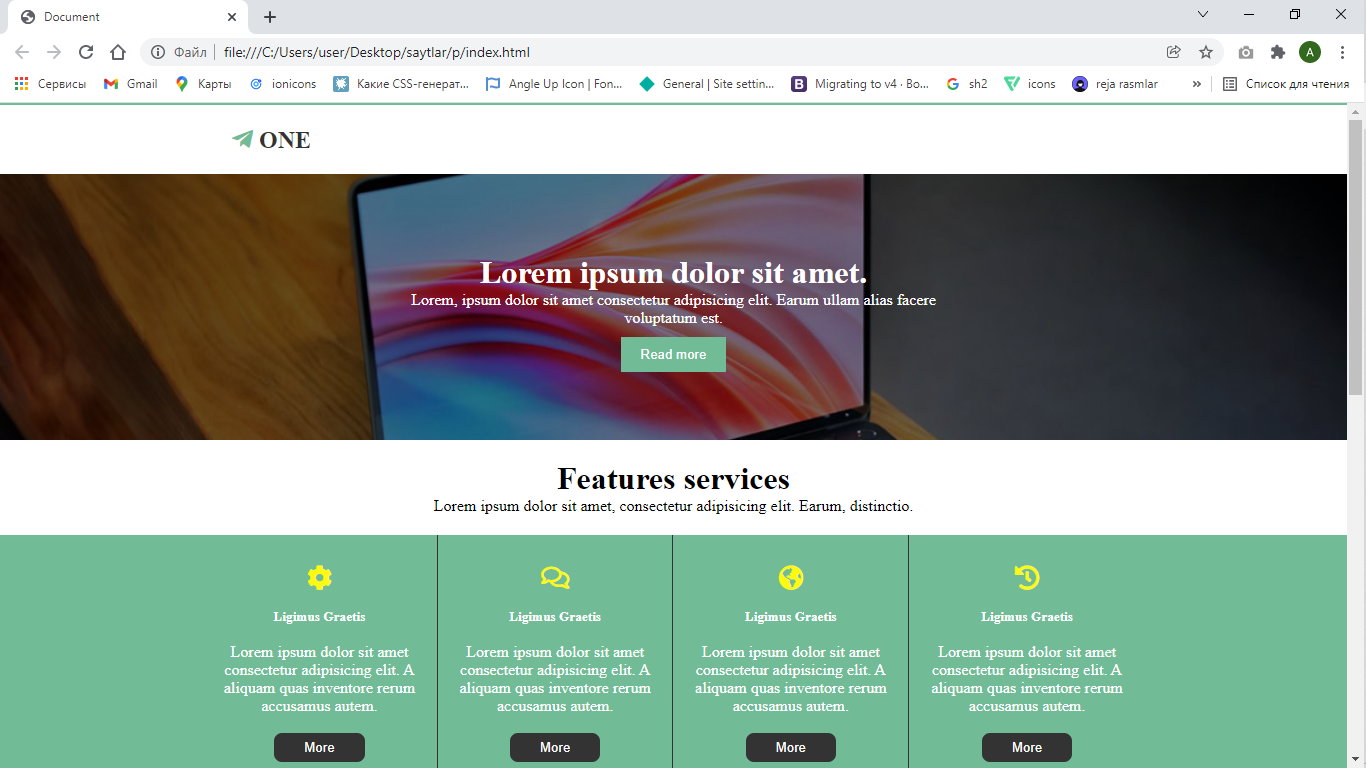 Document
Файл
file:///C:/Users/user/Desktop/saytlar/p/index.html
A
Сервисы
Gmail
Карты
ionicons
Какие CSS-генерат...
Angle Up Icon | Fon...
General | Site settin...
Migrating to v4 · Bo...
sh2
icons
reja rasmlar
»
Список для чтения
ONE
Lorem ipsum dolor sit amet.
Lorem, ipsum dolor sit amet consectetur adipisicing elit. Earum ullam alias facere
voluptatum est.
Read more
Features services
Lorem ipsum dolor sit amet, consectetur adipisicing elit. Earum, distinctio.
Ligimus Graetis
Lorem ipsum dolor sit amet
consectetur adipisicing elit. A
aliquam quas inventore rerum
accusamus autem.
More
Ligimus Graetis
Lorem ipsum dolor sit amet
consectetur adipisicing elit. A
aliquam quas inventore rerum
accusamus autem.
More
Ligimus Graetis
Lorem ipsum dolor sit amet
consectetur adipisicing elit. A
aliquam quas inventore rerum
accusamus autem.
More
Ligimus Graetis
Lorem ipsum dolor sit amet
consectetur adipisicing elit. A
aliquam quas inventore rerum
accusamus autem.
More